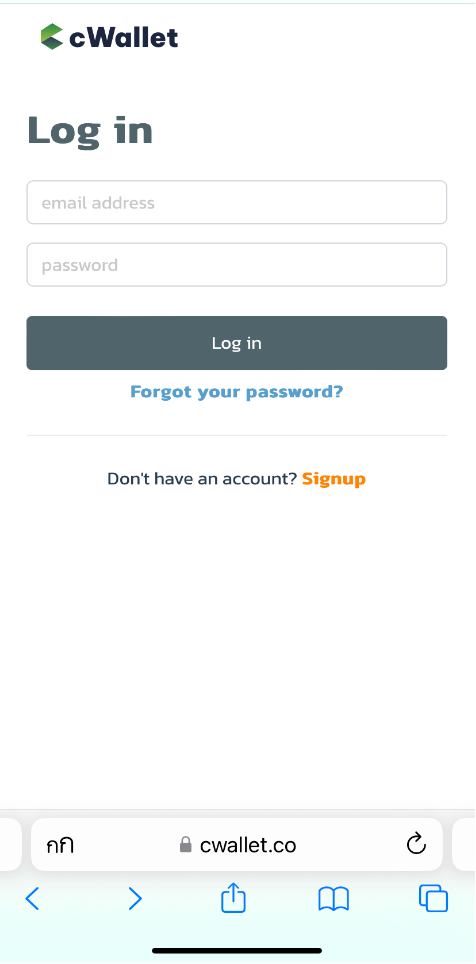 cWallet
Log in
email address
password
Log in
Forgot your password?
Don't have an account? Signup
กก cwallet.co